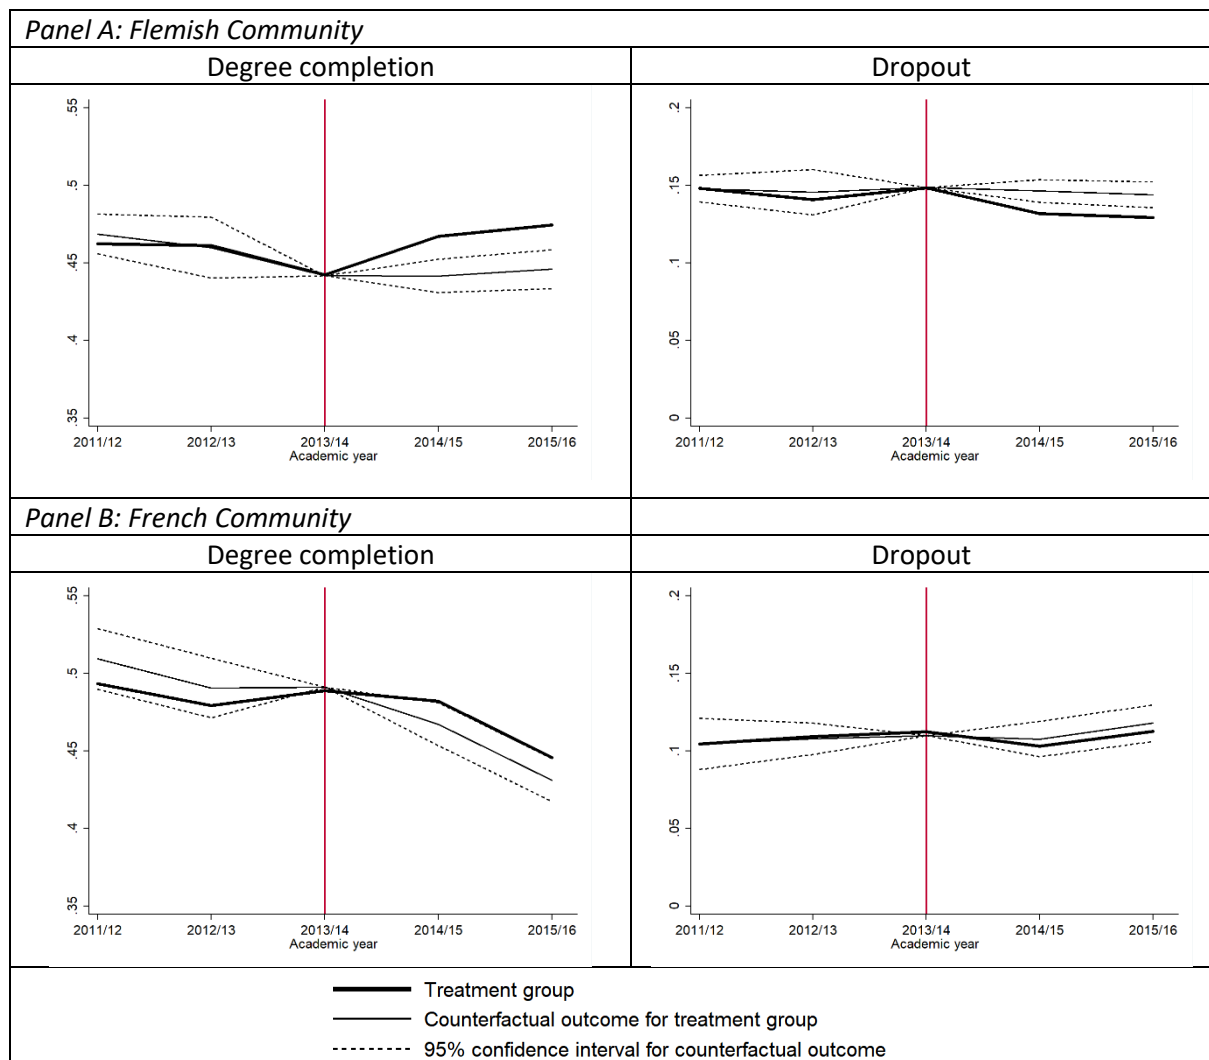 Panel A: Flemish Community
Degree completion
Dropout
.55
.5
.45
.4
.35
2011/12 2012/13 2013/14 2014/15 2015/16
Academic year
.2
.15
.1
.05
0
2011/12 2012/13 2013/14 2014/15 2015/16
Academic year
Panel B: French Community
Degree completion
Dropout
.55
.5
.45
.4
.35
2011/12 2012/13 2013/14 2014/15 2015/16
Academic year
.2
.15
.1
.05
0
2011/12 2012/13 2013/14 2014/15 2015/16
Academic year
Treatment group
Counterfactual outcome for treatment group
95% confidence interval for counterfactual outcome